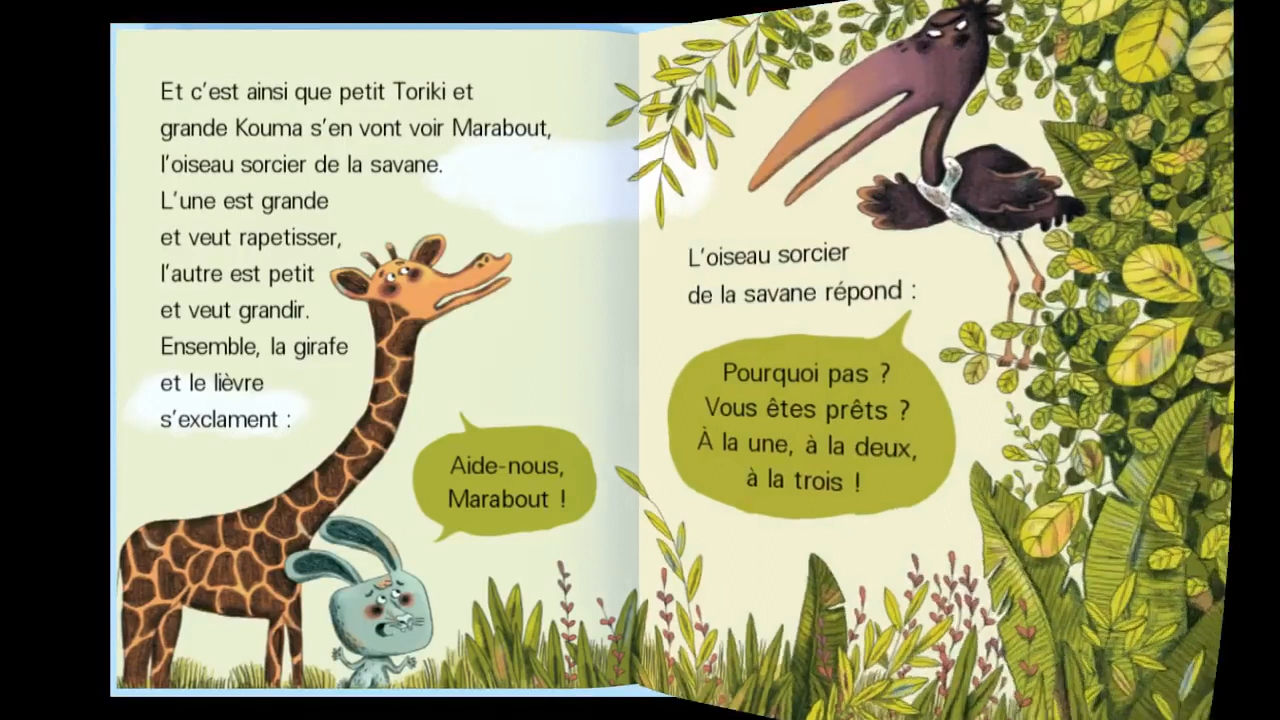 Et c'est ainsi que petit Toriki et
grande Kouma s'en vont voir Marabout,
l'oiseau sorcier de la savane.
L'une est grande
et veut rapetisser,
l'autre est petit
et veut grandir.
Ensemble, la girafe
et le lièvre
s'exclament :
Aide-nous,
Marabout !
L'oiseau sorcier
de la savane répond :
Pourquoi pas ?
Vous êtes prêts ?
À la une, à la deux,
à la trois !